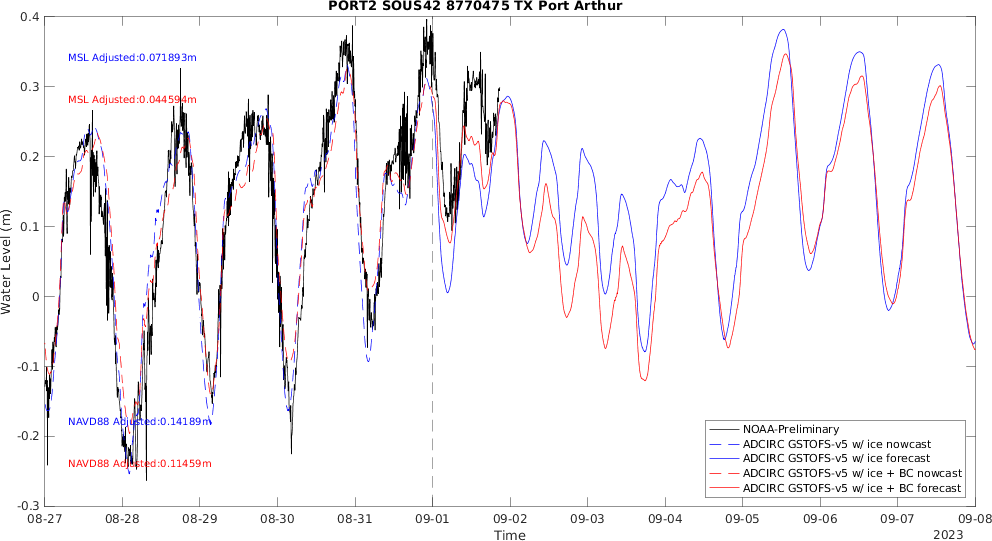 PORT2 SOUS42 8770475 TX Port Arthur
0.4
0.3
0.2
0.1
0
-0.1
-0.2
-0.3
Water Level (m)
MSL Adjusted:0.071893m
MSL Adjusted:0.044594m
NAVD88 Adjusted:0.14189m
NAVD88 Adjusted:0.11459m
NOAA-Preliminary
ADCIRC GSTOFS-v5 w/ ice nowcast
ADCIRC GSTOFS-v5 w/ ice forecast
ADCIRC GSTOFS-v5 w/ ice + BC nowcast
ADCIRC GSTOFS-v5 w/ ice + BC forecast
08-27 08-28 08-29 08-30 08-31 09-01 09-02 09-03 09-04 09-05 09-06 09-07 09-08
Time
2023